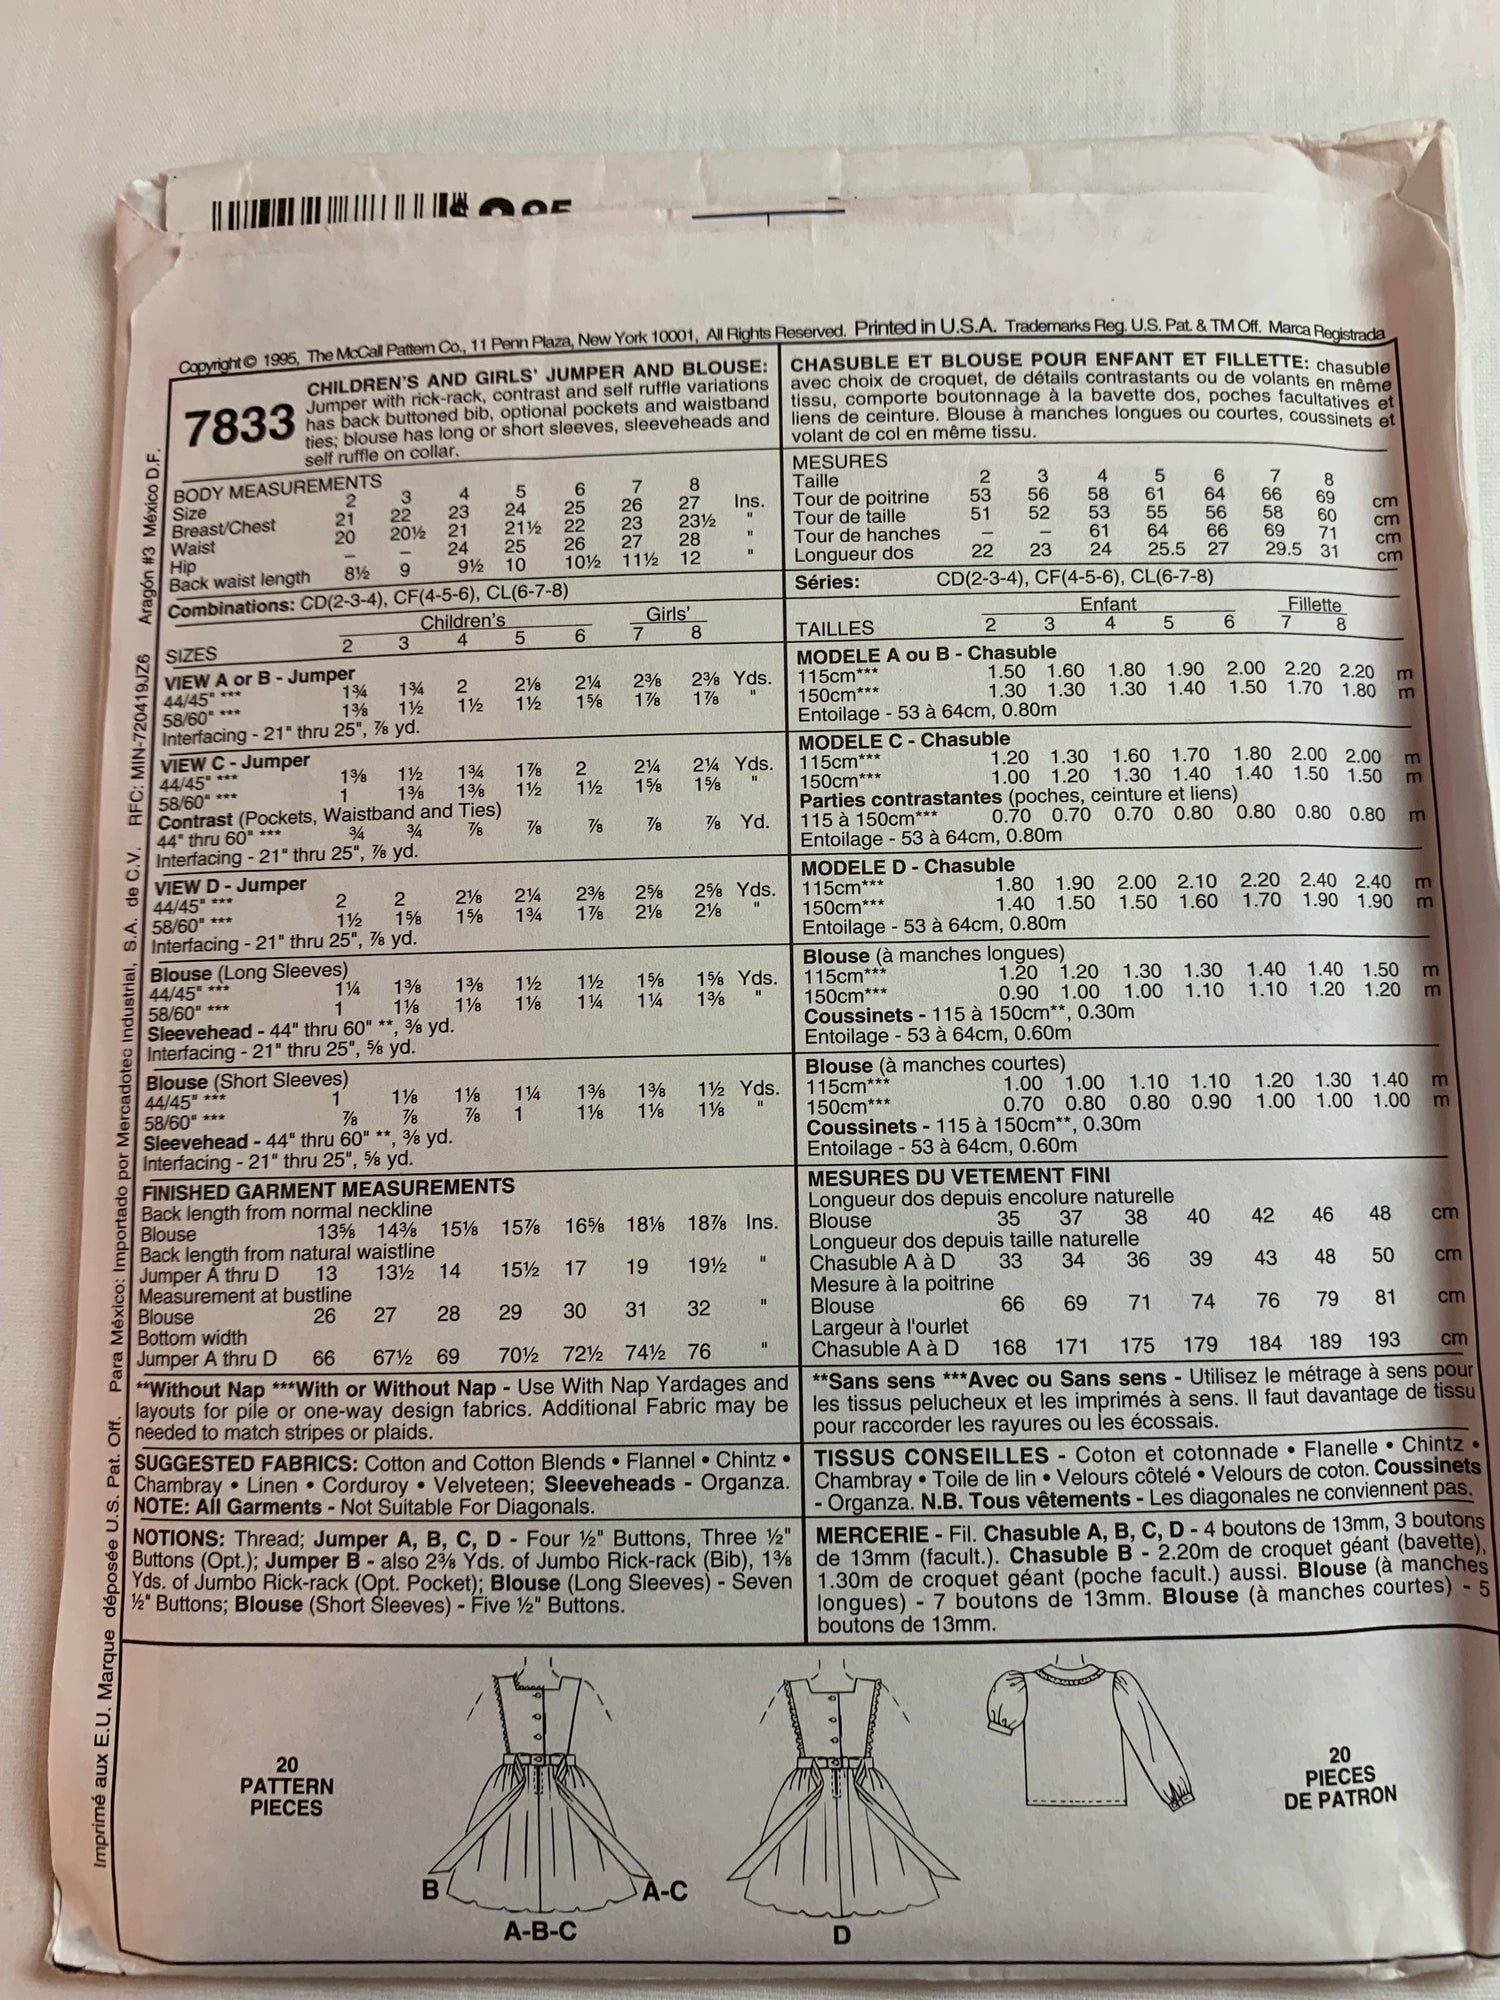 Copyright © 1995, The McCall Pattern Co., 11 Penn Plaza, New York 10001, All Rights Reserved. Printed in U.S.A. Trademarks Reg. U.S. Pat. & TM Off. Marca Registrada
7833
CHILDREN'S AND GIRLS' JUMPER AND BLOUSE:
Jumper with rick-rack, contrast and self ruffle variations
has back buttoned bib, optional pockets and waistband
ties; blouse has long or short sleeves, sleeveheads and
self ruffle on collar.
BODY MEASUREMENTS
Size 2 3 4 5 6 7 8
Breast/Chest 21 22 23 24 25 26 27 Ins.
Waist 20 20½ 21 21½ 22 23 23½ "
Hip – – 24 25 26 27 28 "
Back waist length 8½ 9 9½ 10 10½ 11½ 12 "
Combinations: CD(2-3-4), CF(4-5-6), CL(6-7-8)
Children's Girls'
SIZES 2 3 4 5 6 7 8
VIEW A or B - Jumper
44/45" *** 1¾ 1¾ 2 2⅛ 2¼ 2⅜ 2⅜ Yds.
58/60" *** 1⅜ 1½ 1½ 1½ 1⅝ 1⅞ 1⅞ "
Interfacing - 21" thru 25", ⅞ yd.
VIEW C - Jumper
44/45" *** 1⅜ 1½ 1¾ 1⅞ 2 2¼ 2¼ Yds.
58/60" *** 1 1⅜ 1⅜ 1½ 1½ 1⅝ 1⅝ "
Contrast (Pockets, Waistband and Ties)
44" thru 60" *** ¾ ¾ ⅞ ⅞ ⅞ ⅞ ⅞ Yd.
Interfacing - 21" thru 25", ⅞ yd.
VIEW D - Jumper
44/45" *** 2 2 2⅛ 2¼ 2⅜ 2⅝ 2⅝ Yds.
58/60" *** 1½ 1⅝ 1⅝ 1¾ 1⅞ 2⅛ 2⅛ "
Interfacing - 21" thru 25", ⅞ yd.
Blouse (Long Sleeves)
44/45" *** 1¼ 1⅜ 1⅜ 1½ 1½ 1⅝ 1⅝ Yds.
58/60" *** 1 1⅛ 1⅛ 1⅛ 1¼ 1¼ 1⅜ "
Sleevehead - 44" thru 60" **, ⅜ yd.
Interfacing - 21" thru 25", ⅝ yd.
Blouse (Short Sleeves)
44/45" *** 1 1⅛ 1⅛ 1¼ 1⅜ 1⅜ 1½ Yds.
58/60" *** ⅞ ⅞ ⅞ 1 1⅛ 1⅛ 1⅛ "
Sleevehead - 44" thru 60" **, ⅜ yd.
Interfacing - 21" thru 25", ⅝ yd.
FINISHED GARMENT MEASUREMENTS
Back length from normal neckline
Blouse 13⅝ 14⅜ 15⅛ 15⅞ 16⅝ 18⅛ 18⅞ Ins.
Back length from natural waistline
Jumper A thru D 13 13½ 14 15½ 17 19 19½ "
Measurement at bustline
Blouse 26 27 28 29 30 31 32 "
Bottom width
Jumper A thru D 66 67½ 69 70½ 72½ 74½ 76 "
**Without Nap ***With or Without Nap - Use With Nap Yardages and
layouts for pile or one-way design fabrics. Additional Fabric may be
needed to match stripes or plaids.
SUGGESTED FABRICS: Cotton and Cotton Blends • Flannel • Chintz •
Chambray • Linen • Corduroy • Velveteen; Sleeveheads - Organza.
NOTE: All Garments - Not Suitable For Diagonals.
NOTIONS: Thread; Jumper A, B, C, D - Four ½" Buttons, Three ½"
Buttons (Opt.); Jumper B - also 2⅜ Yds. of Jumbo Rick-rack (Bib), 1⅜
Yds. of Jumbo Rick-rack (Opt. Pocket); Blouse (Long Sleeves) - Seven
½" Buttons; Blouse (Short Sleeves) - Five ½" Buttons.
CHASUBLE ET BLOUSE POUR ENFANT ET FILLETTE: chasuble
avec choix de croquet, de détails contrastants ou de volants en même
tissu, comporte boutonnage à la bavette dos, poches facultatives et
liens de ceinture. Blouse à manches longues ou courtes, coussinets et
volant de col en même tissu.
MESURES
Taille 2 3 4 5 6 7 8
Tour de poitrine 53 56 58 61 64 66 69 cm
Tour de taille 51 52 53 55 56 58 60 cm
Tour de hanches – – 61 64 66 69 71 cm
Longueur dos 22 23 24 25.5 27 29.5 31 cm
Séries: CD(2-3-4), CF(4-5-6), CL(6-7-8)
Enfant Fillette
TAILLES 2 3 4 5 6 7 8
MODELE A ou B - Chasuble
115cm*** 1.50 1.60 1.80 1.90 2.00 2.20 2.20 m
150cm*** 1.30 1.30 1.30 1.40 1.50 1.70 1.80 m
Entoilage - 53 à 64cm, 0.80m
MODELE C - Chasuble
115cm*** 1.20 1.30 1.60 1.70 1.80 2.00 2.00 m
150cm*** 1.00 1.20 1.30 1.40 1.40 1.50 1.50 m
Parties contrastantes (poches, ceinture et liens)
115 à 150cm*** 0.70 0.70 0.70 0.80 0.80 0.80 0.80 m
Entoilage - 53 à 64cm, 0.80m
MODELE D - Chasuble
115cm*** 1.80 1.90 2.00 2.10 2.20 2.40 2.40 m
150cm*** 1.40 1.50 1.50 1.60 1.70 1.90 1.90 m
Entoilage - 53 à 64cm, 0.80m
Blouse (à manches longues)
115cm*** 1.20 1.20 1.30 1.30 1.40 1.40 1.50 m
150cm*** 0.90 1.00 1.00 1.10 1.10 1.20 1.20 m
Coussinets - 115 à 150cm**, 0.30m
Entoilage - 53 à 64cm, 0.60m
Blouse (à manches courtes)
115cm*** 1.00 1.00 1.10 1.10 1.20 1.30 1.40 m
150cm*** 0.70 0.80 0.80 0.90 1.00 1.00 1.00 m
Coussinets - 115 à 150cm**, 0.30m
Entoilage - 53 à 64cm, 0.60m
MESURES DU VETEMENT FINI
Longueur dos depuis encolure naturelle
Blouse 35 37 38 40 42 46 48 cm
Longueur dos depuis taille naturelle
Chasuble A à D 33 34 36 39 43 48 50 cm
Mesure à la poitrine
Blouse 66 69 71 74 76 79 81 cm
Largeur à l'ourlet
Chasuble A à D 168 171 175 179 184 189 193 cm
**Sans sens ***Avec ou Sans sens - Utilisez le métrage à sens pour
les tissus pelucheux et les imprimés à sens. Il faut davantage de tissu
pour raccorder les rayures ou les écossais.
TISSUS CONSEILLES - Coton et cotonnade • Flanelle • Chintz •
Chambray • Toile de lin • Velours côtelé • Velours de coton. Coussinets
- Organza. N.B. Tous vêtements - Les diagonales ne conviennent pas.
MERCERIE - Fil. Chasuble A, B, C, D - 4 boutons de 13mm, 3 boutons
de 13mm (facult.). Chasuble B - 2.20m de croquet géant (bavette),
1.30m de croquet géant (poche facult.) aussi. Blouse (à manches
longues) - 7 boutons de 13mm. Blouse (à manches courtes) - 5
boutons de 13mm.
20
PATTERN
PIECES
B
A-C
A-B-C
D
20
PIECES
DE PATRON
Imprimé aux E.U. Marque déposée U.S. Pat. Off. Para México: Importado por Mercadotec Industrial, S.A. de C.V. RFC: MIN-720419JZ6 Aragón #3 México D.F.